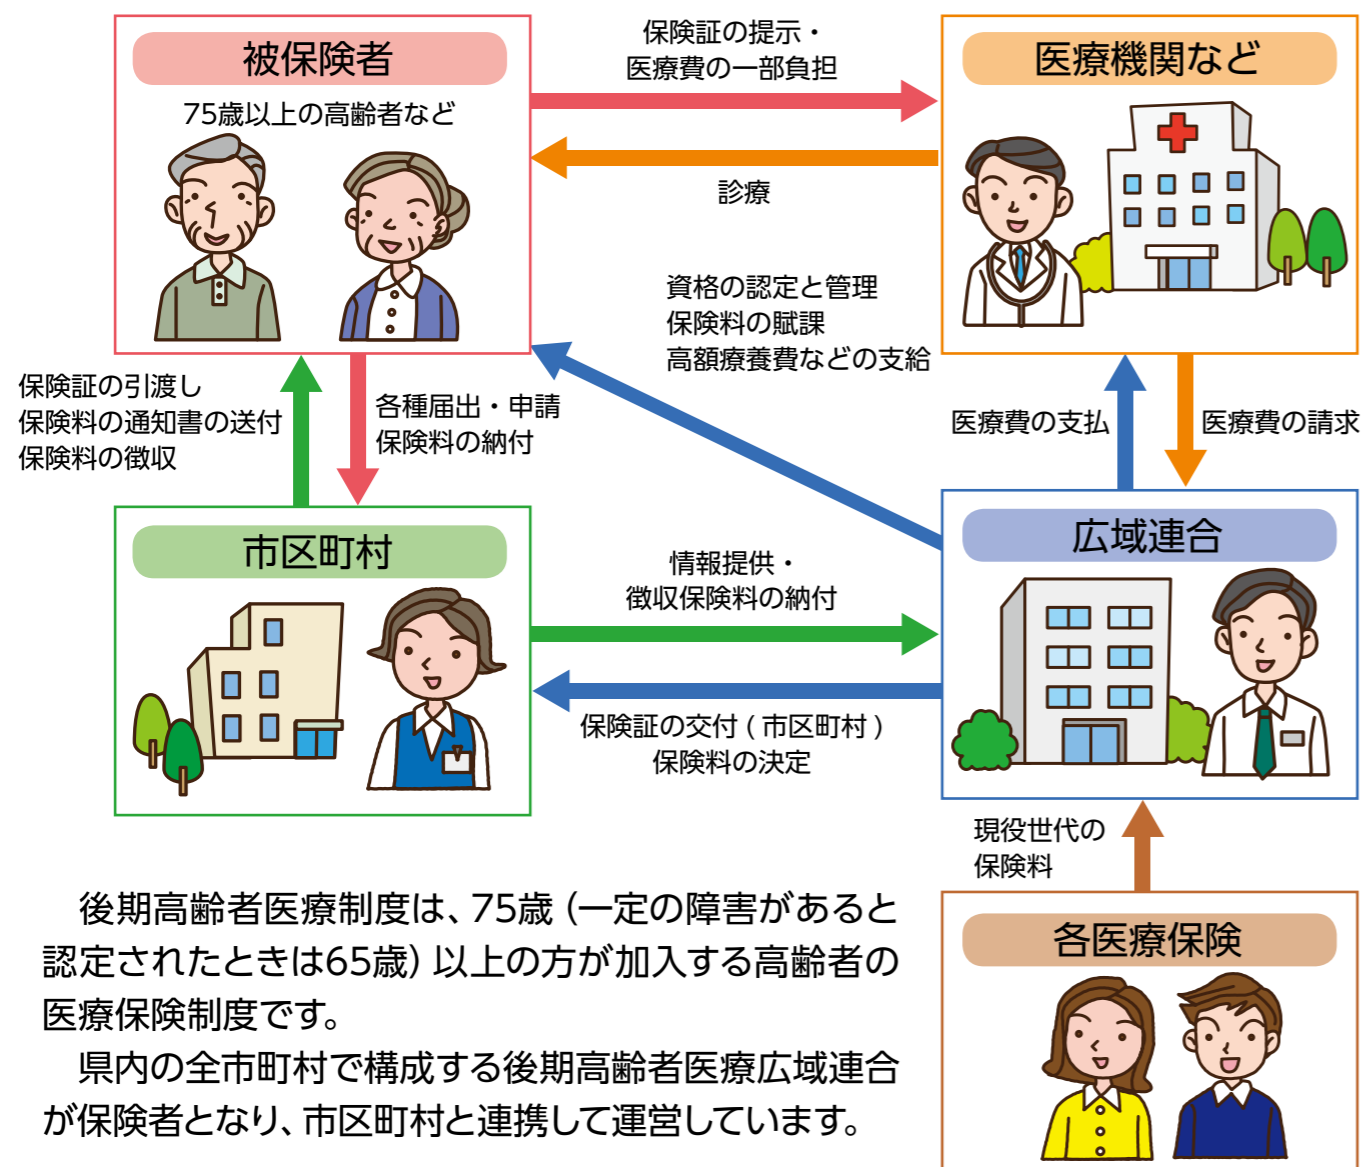 被保険者
75歳以上の高齢者など
保険証の提示・
医療費の一部負担
診療
医療機関など
資格の認定と管理
保険料の賦課
高額療養費などの支給
保険証の引渡し
保険料の通知書の送付
保険料の徴収
各種届出・申請
保険料の納付
医療費の支払
医療費の請求
市区町村
情報提供・
徴収保険料の納付
保険証の交付 ( 市区町村 )
保険料の決定
広域連合
現役世代の
保険料
各医療保険
後期高齢者医療制度は、75歳（一定の障害があると
認定されたときは65歳）以上の方が加入する高齢者の
医療保険制度です。
県内の全市町村で構成する後期高齢者医療広域連合
が保険者となり、市区町村と連携して運営しています。